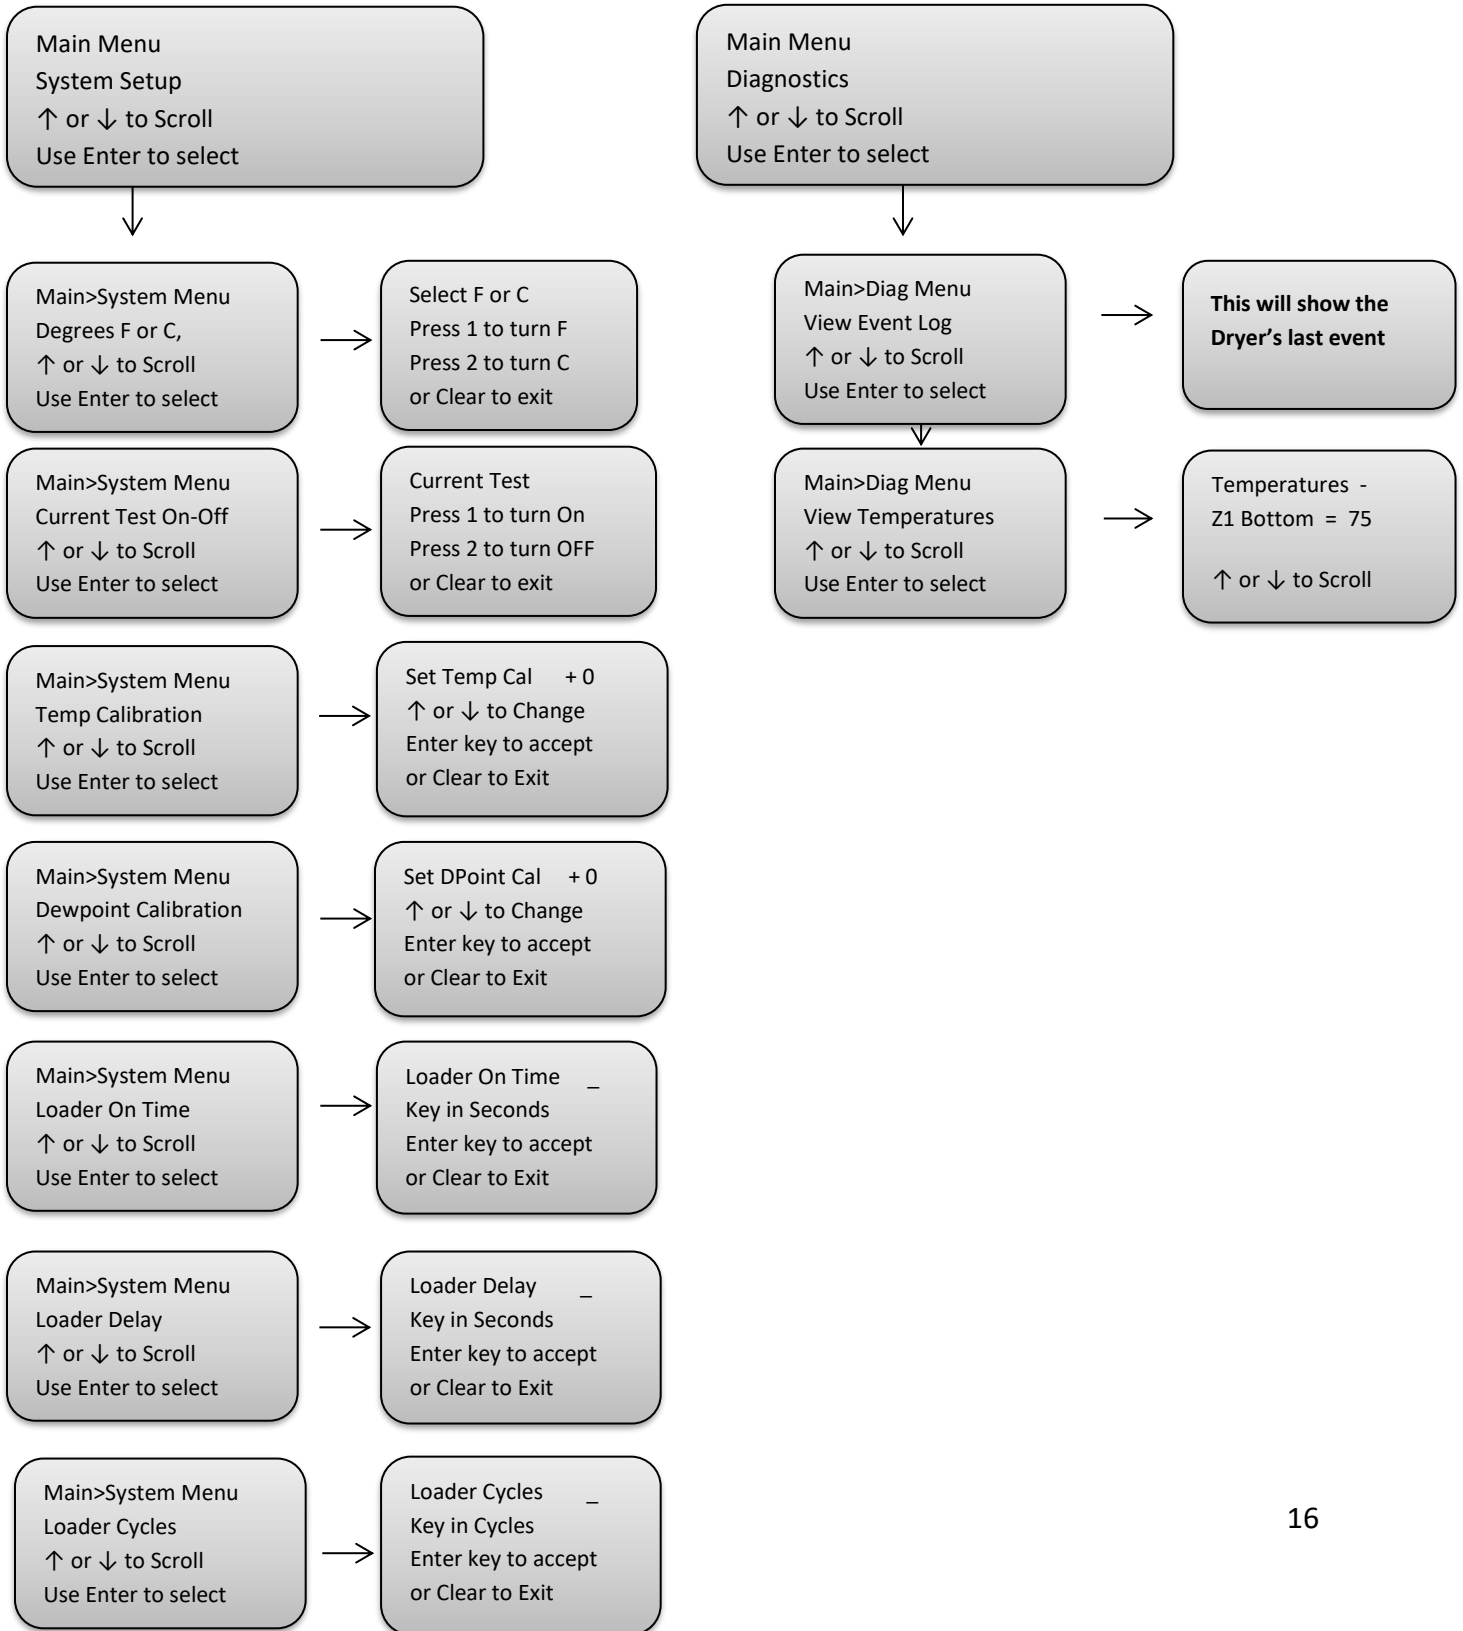 Main Menu
System Setup
↑ or ↓ to Scroll
Use Enter to select
Main>System Menu
Degrees F or C,
↑ or ↓ to Scroll
Use Enter to select
Select F or C
Press 1 to turn F
Press 2 to turn C
or Clear to exit
Main>System Menu
Current Test On-Off
↑ or ↓ to Scroll
Use Enter to select
Current Test
Press 1 to turn On
Press 2 to turn OFF
or Clear to exit
Main>System Menu
Temp Calibration
↑ or ↓ to Scroll
Use Enter to select
Set Temp Cal + 0
↑ or ↓ to Change
Enter key to accept
or Clear to Exit
Main>System Menu
Dewpoint Calibration
↑ or ↓ to Scroll
Use Enter to select
Set DPoint Cal + 0
↑ or ↓ to Change
Enter key to accept
or Clear to Exit
Main>System Menu
Loader On Time
↑ or ↓ to Scroll
Use Enter to select
Loader On Time _
Key in Seconds
Enter key to accept
or Clear to Exit
Main>System Menu
Loader Delay
↑ or ↓ to Scroll
Use Enter to select
Loader Delay _
Key in Seconds
Enter key to accept
or Clear to Exit
Main>System Menu
Loader Cycles
↑ or ↓ to Scroll
Use Enter to select
Loader Cycles _
Key in Cycles
Enter key to accept
or Clear to Exit
Main Menu
Diagnostics
↑ or ↓ to Scroll
Use Enter to select
Main>Diag Menu
View Event Log
↑ or ↓ to Scroll
Use Enter to select
This will show the
Dryer’s last event
Main>Diag Menu
View Temperatures
↑ or ↓ to Scroll
Use Enter to select
Temperatures -
Z1 Bottom = 75
↑ or ↓ to Scroll
16